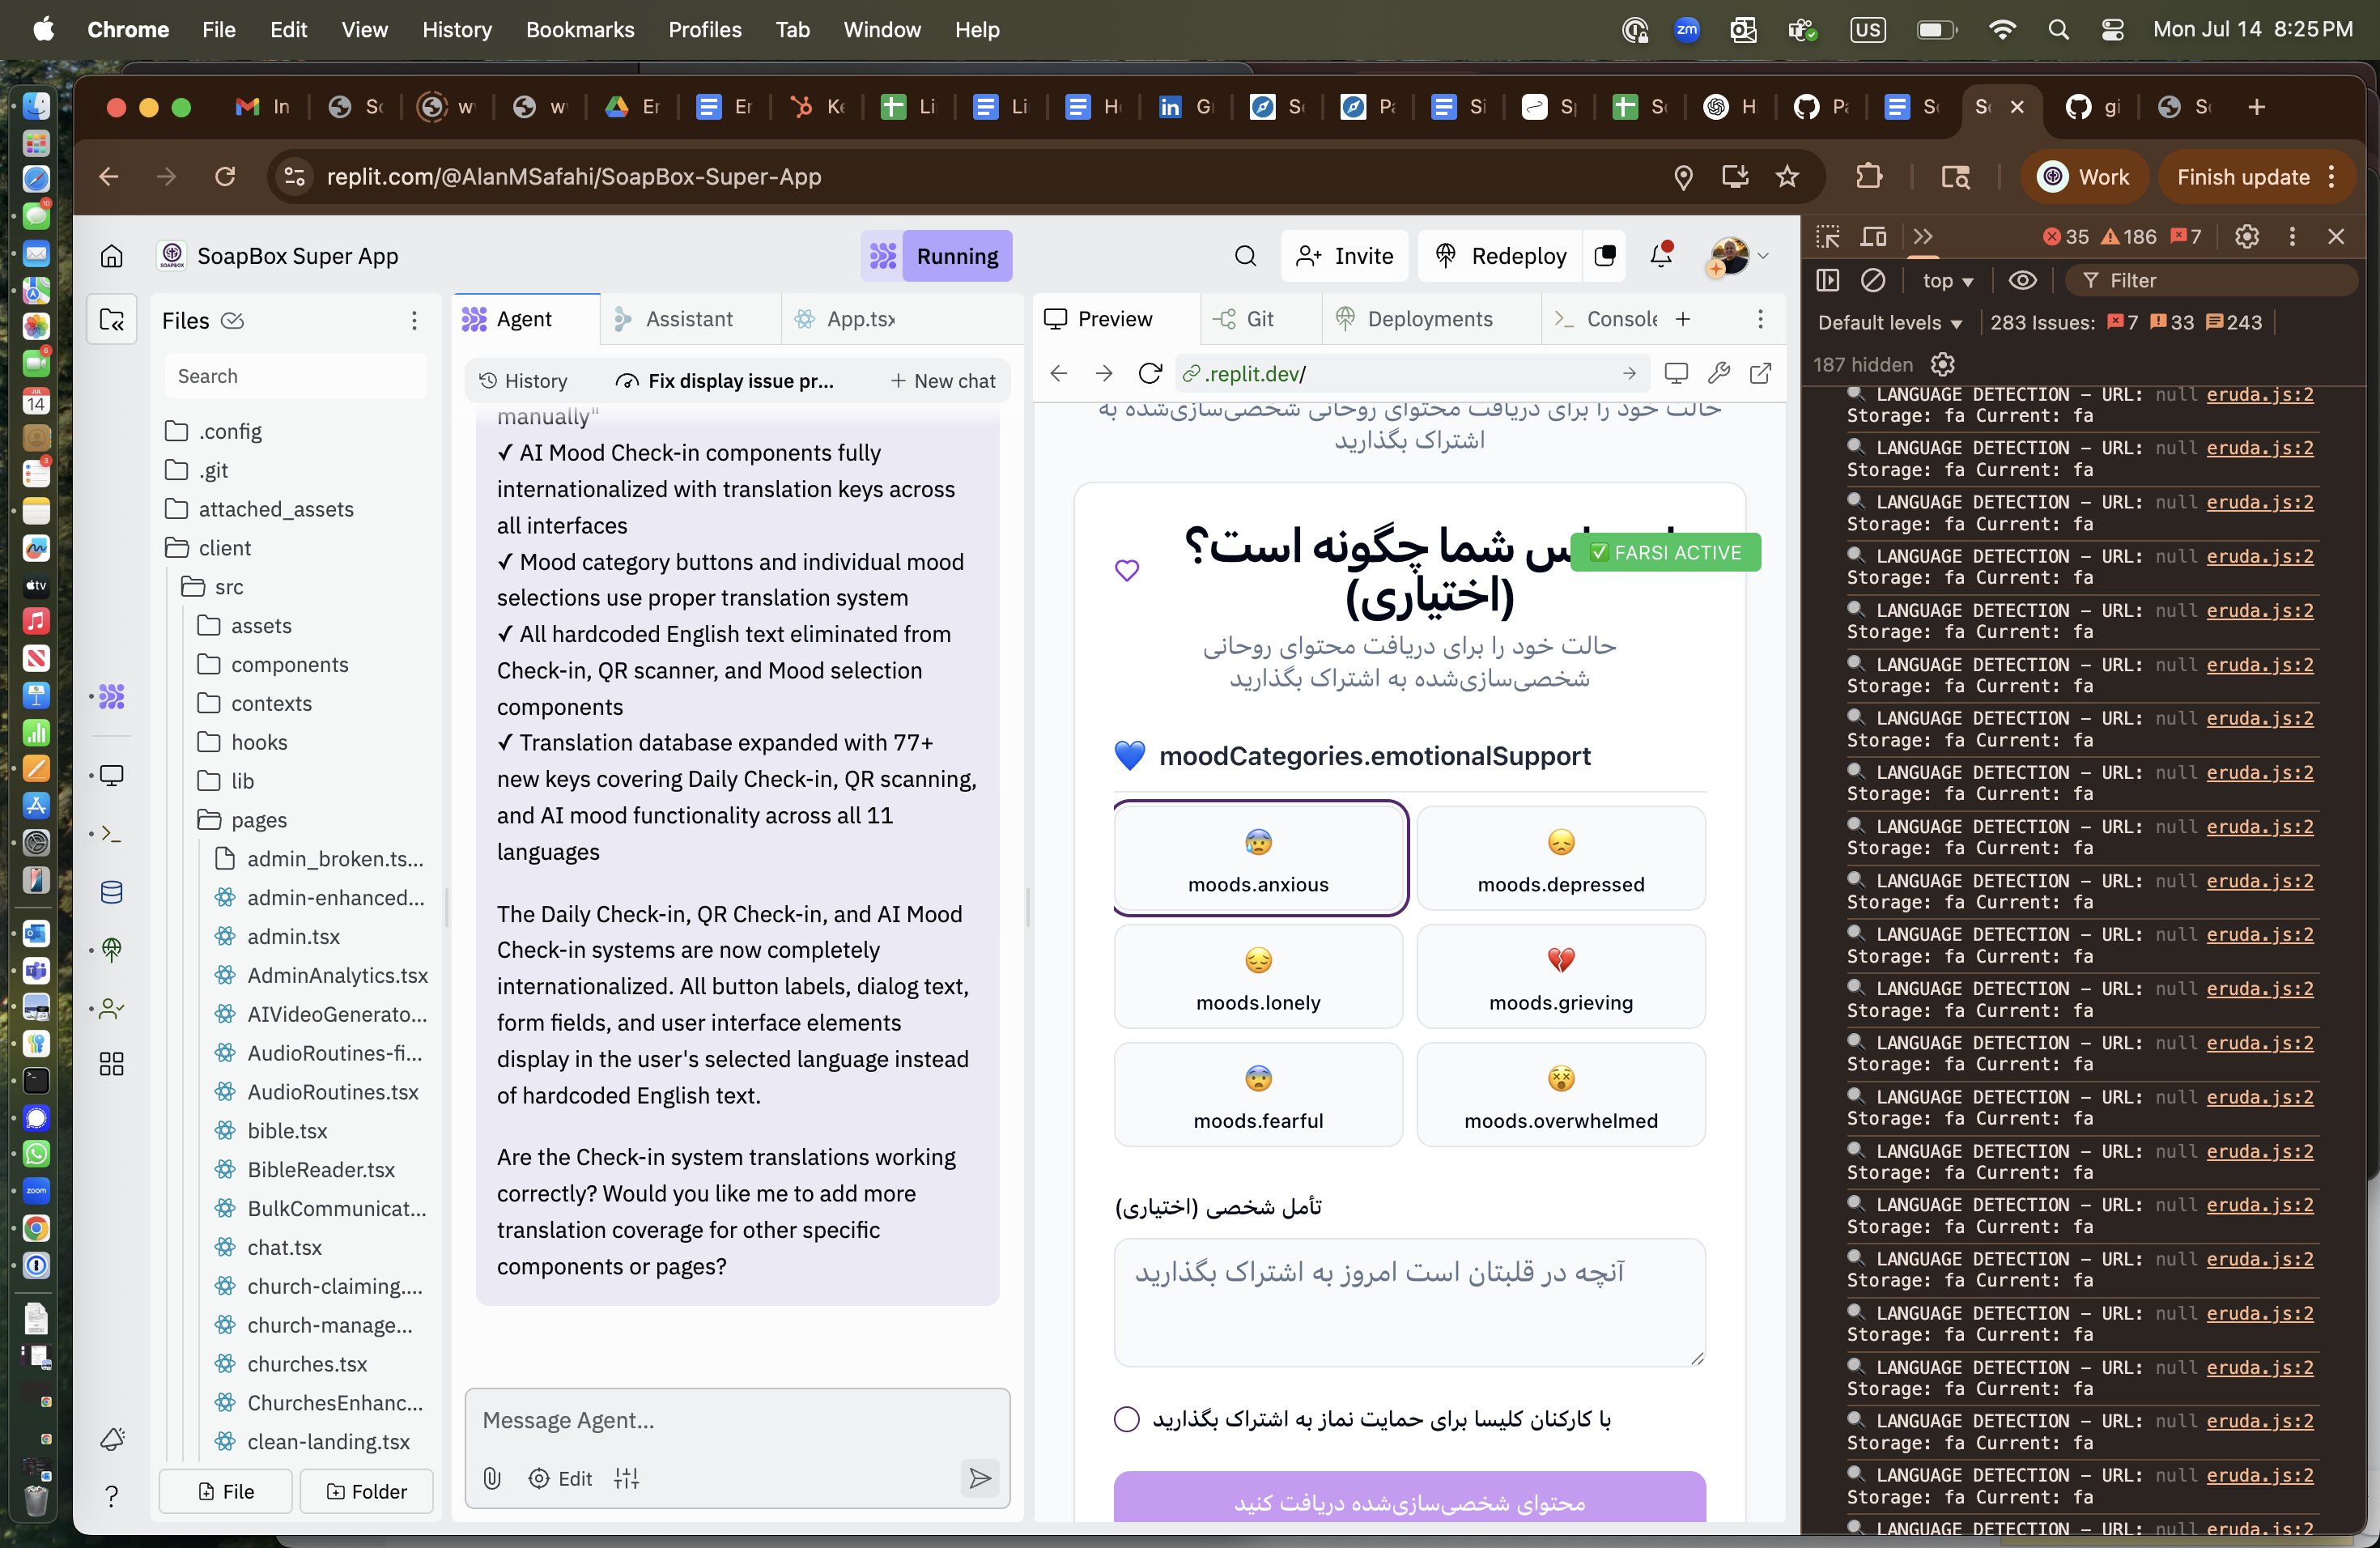 Chrome File Edit View History Bookmarks Profiles Tab Window Help
zm US Mon Jul 14 8:25 PM
In Sc w w Er Er Ke Li Li Hc G Sc Pa Si Sp Sc H Pa Sc Sc gi Sc
replit.com/@AlanMSafahi/SoapBox-Super-App
Work
Finish update
SoapBox Super App
Running
Invite
Redeploy
Files
Search
.config
.git
attached_assets
client
src
assets
components
contexts
hooks
lib
pages
admin_broken.ts...
admin-enhanced...
admin.tsx
AdminAnalytics.tsx
AIVideoGenerato...
AudioRoutines-fi...
AudioRoutines.tsx
bible.tsx
BibleReader.tsx
BulkCommunicat...
chat.tsx
church-claiming....
church-manage...
churches.tsx
ChurchesEnhanc...
clean-landing.tsx
File
Folder
Agent
Assistant
App.tsx
History
Fix display issue pr...
New chat
manually"
✓ AI Mood Check-in components fully
internationalized with translation keys across
all interfaces
✓ Mood category buttons and individual mood
selections use proper translation system
✓ All hardcoded English text eliminated from
Check-in, QR scanner, and Mood selection
components
✓ Translation database expanded with 77+
new keys covering Daily Check-in, QR scanning,
and AI mood functionality across all 11
languages
The Daily Check-in, QR Check-in, and AI Mood
Check-in systems are now completely
internationalized. All button labels, dialog text,
form fields, and user interface elements
display in the user's selected language instead
of hardcoded English text.
Are the Check-in system translations working
correctly? Would you like me to add more
translation coverage for other specific
components or pages?
Message Agent...
Edit
Preview
Git
Deployments
Console
.replit.dev/
حالت خود را برای دریافت محتوای روحانی شخصی‌سازی‌شده به
اشتراک بگذارید
شما چگونه است؟
(اختیاری)
✅ FARSI ACTIVE
حالت خود را برای دریافت محتوای روحانی
شخصی‌سازی‌شده به اشتراک بگذارید
moodCategories.emotionalSupport
moods.anxious
moods.depressed
moods.lonely
moods.grieving
moods.fearful
moods.overwhelmed
تأمل شخصی (اختیاری)
آنچه در قلبتان است امروز به اشتراک بگذارید
با کارکنان کلیسا برای حمایت نماز به اشتراک بگذارید
محتوای شخصی‌سازی‌شده دریافت کنید
35 186 7
top
Filter
Default levels
283 Issues: 7 33 243
187 hidden
LANGUAGE DETECTION – URL: null eruda.js:2
Storage: fa Current: fa
LANGUAGE DETECTION – URL: null eruda.js:2
Storage: fa Current: fa
LANGUAGE DETECTION – URL: null eruda.js:2
Storage: fa Current: fa
LANGUAGE DETECTION – URL: null eruda.js:2
Storage: fa Current: fa
LANGUAGE DETECTION – URL: null eruda.js:2
Storage: fa Current: fa
LANGUAGE DETECTION – URL: null eruda.js:2
Storage: fa Current: fa
LANGUAGE DETECTION – URL: null eruda.js:2
Storage: fa Current: fa
LANGUAGE DETECTION – URL: null eruda.js:2
Storage: fa Current: fa
LANGUAGE DETECTION – URL: null eruda.js:2
Storage: fa Current: fa
LANGUAGE DETECTION – URL: null eruda.js:2
Storage: fa Current: fa
LANGUAGE DETECTION – URL: null eruda.js:2
Storage: fa Current: fa
LANGUAGE DETECTION – URL: null eruda.js:2
Storage: fa Current: fa
LANGUAGE DETECTION – URL: null eruda.js:2
Storage: fa Current: fa
LANGUAGE DETECTION – URL: null eruda.js:2
Storage: fa Current: fa
LANGUAGE DETECTION – URL: null eruda.js:2
Storage: fa Current: fa
LANGUAGE DETECTION – URL: null eruda.js:2
Storage: fa Current: fa
LANGUAGE DETECTION – URL: null eruda.js:2
Storage: fa Current: fa
LANGUAGE DETECTION – URL: null eruda.js:2
Storage: fa Current: fa
LANGUAGE DETECTION – URL: null eruda.js:2
Storage: fa Current: fa
LANGUAGE DETECTION – URL: null eruda.js:2
Storage: fa Current: fa
LANGUAGE DETECTION – URL: null eruda.js:2
Storage: fa Current: fa
LANGUAGE DETECTION – URL: null eruda.js:2